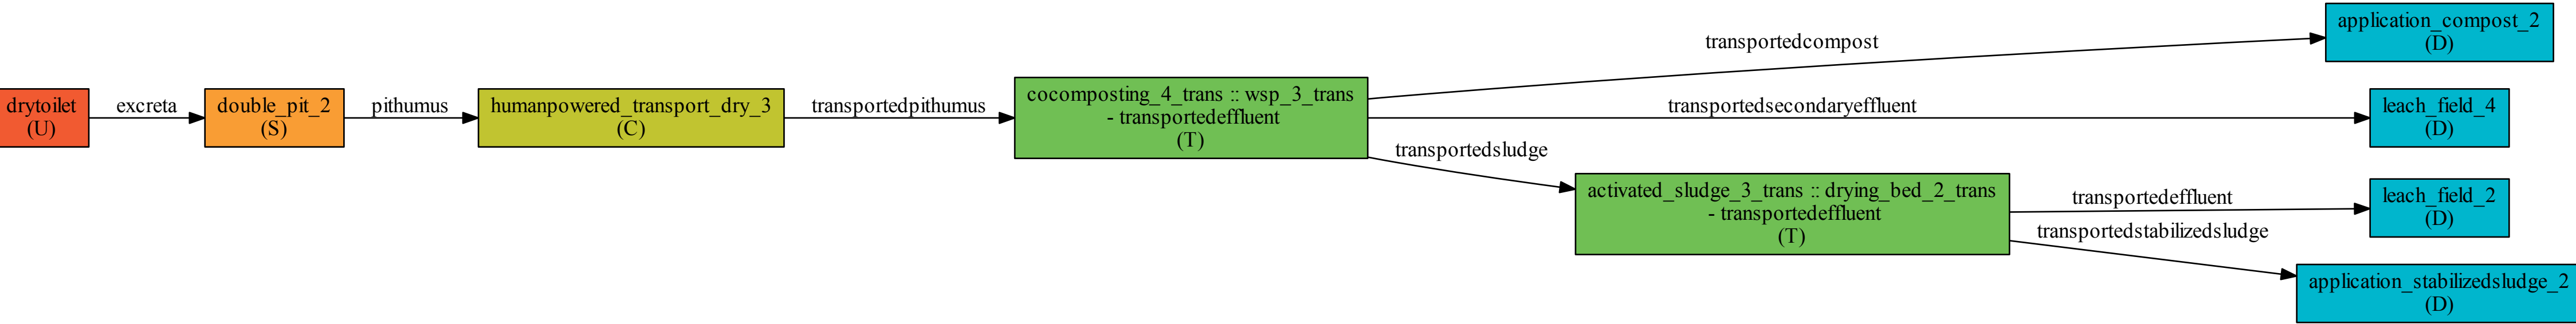 drytoilet
(U)
excreta
double_pit_2
(S)
pithumus
humanpowered_transport_dry_3
(C)
transportedpithumus
cocomposting_4_trans :: wsp_3_trans
- transportedeffluent
(T)
transportedcompost
application_compost_2
(D)
transportedsecondaryeffluent
leach_field_4
(D)
transportedsludge
activated_sludge_3_trans :: drying_bed_2_trans
- transportedeffluent
(T)
transportedeffluent
leach_field_2
(D)
transportedstabilizedsludge
application_stabilizedsludge_2
(D)